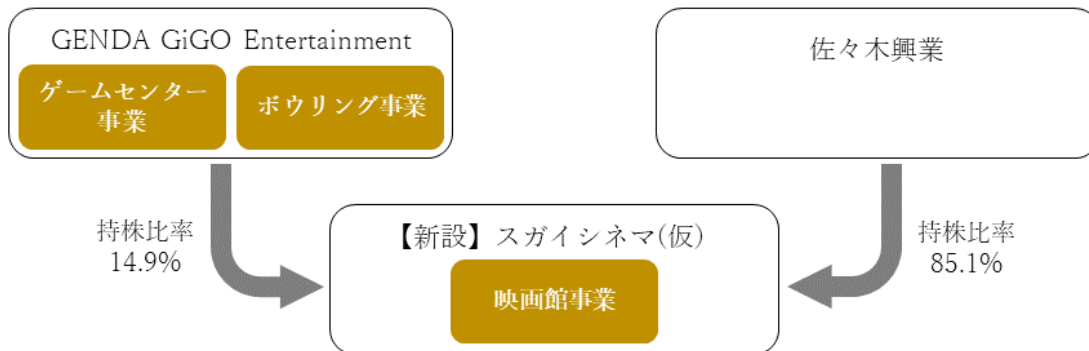 GENDA GiGO Entertainment
ゲームセンター
事業
ボウリング事業
佐々木興業
持株比率
14.9%
【新設】スガイシネマ(仮)
映画館事業
持株比率
85.1%